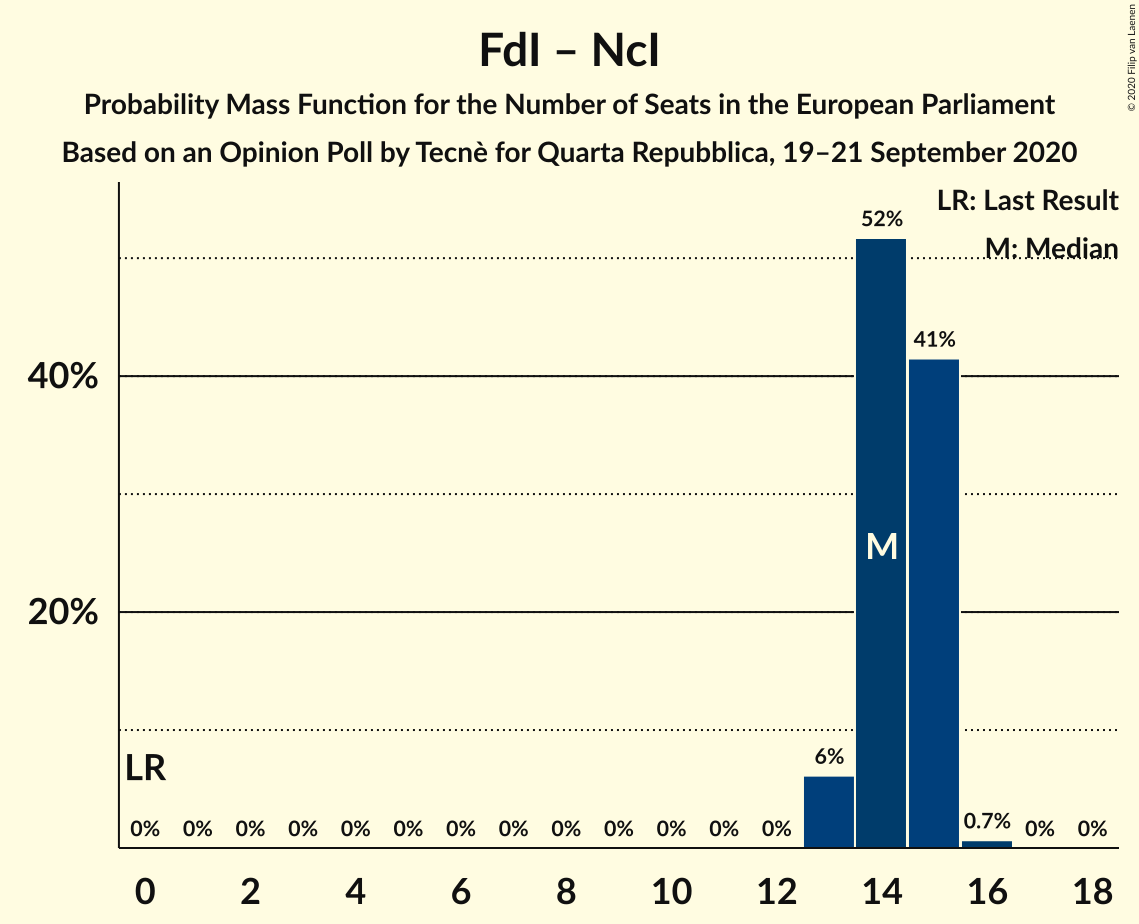 FdI – NcI
Probability Mass Function for the Number of Seats in the European Parliament
Based on an Opinion Poll by Tecnè for Quarta Repubblica, 19–21 September 2020
© 2020 Filip van Laenen
LR: Last Result
M: Median
52%
41%
40%
M
20%
6%
LR
0% 0% 0% 0% 0% 0% 0% 0% 0% 0% 0% 0% 0% 0.7% 0% 0%
0 2 4 6 8 10 12 14 16 18